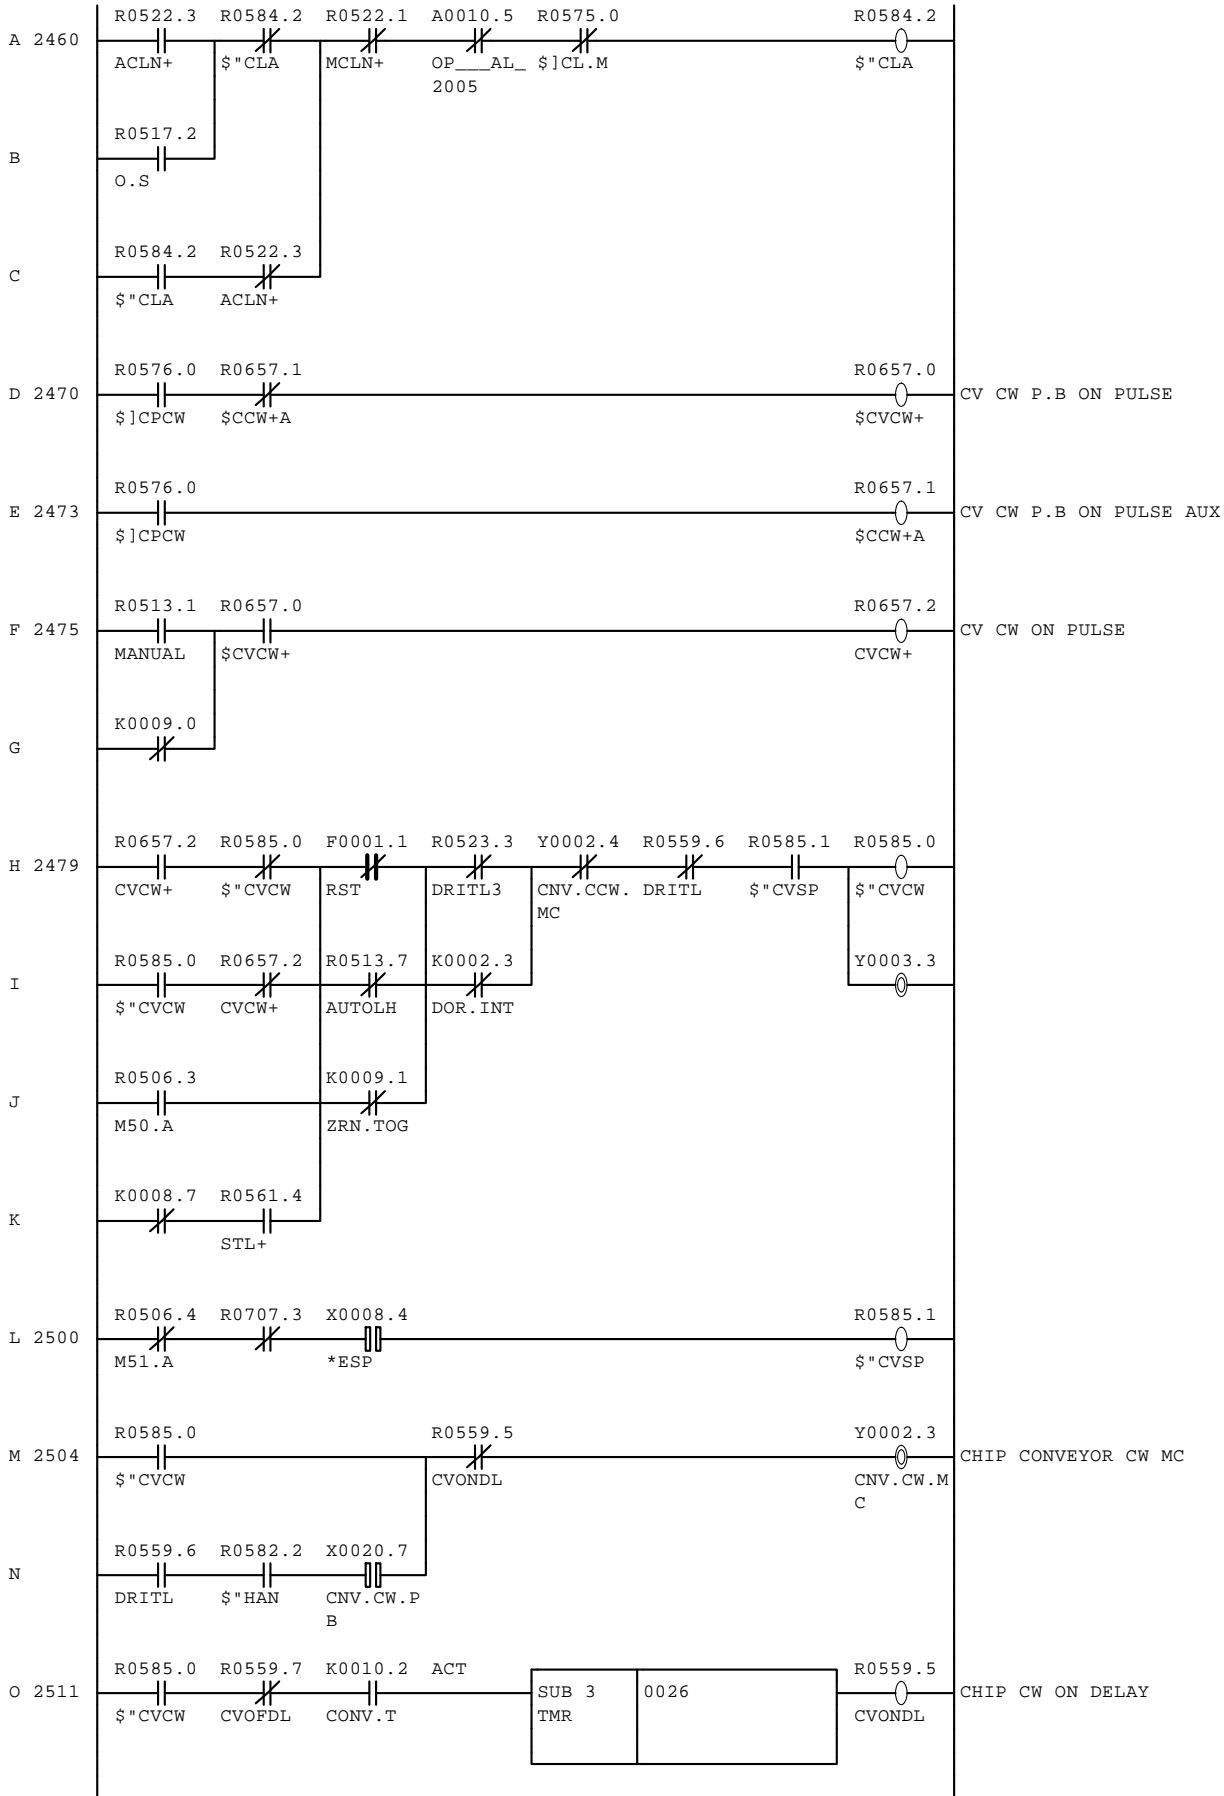 R0522.3 R0584.2 R0522.1 A0010.5 R0575.0 R0584.2
A 2460
ACLN+ $"CLA MCLN+ OP___AL_ $]CL.M $"CLA
2005
R0517.2
B
O.S
R0584.2 R0522.3
C
$"CLA ACLN+
R0576.0 R0657.1 R0657.0
D 2470 CV CW P.B ON PULSE
$]CPCW $CCW+A $CVCW+
R0576.0 R0657.1
E 2473 CV CW P.B ON PULSE AUX
$]CPCW $CCW+A
R0513.1 R0657.0 R0657.2
F 2475 CV CW ON PULSE
MANUAL $CVCW+ CVCW+
K0009.0
G
R0657.2 R0585.0 F0001.1 R0523.3 Y0002.4 R0559.6 R0585.1 R0585.0
H 2479
CVCW+ $"CVCW RST DRITL3 CNV.CCW. DRITL $"CVSP $"CVCW
MC
R0585.0 R0657.2 R0513.7 K0002.3 Y0003.3
I
$"CVCW CVCW+ AUTOLH DOR.INT
R0506.3 K0009.1
J
M50.A ZRN.TOG
K0008.7 R0561.4
K
STL+
R0506.4 R0707.3 X0008.4 R0585.1
L 2500
M51.A *ESP $"CVSP
R0585.0 R0559.5 Y0002.3
M 2504 CHIP CONVEYOR CW MC
$"CVCW CVONDL CNV.CW.M
C
R0559.6 R0582.2 X0020.7
N
DRITL $"HAN CNV.CW.P
B
R0585.0 R0559.7 K0010.2 ACT R0559.5
O 2511 SUB 3 0026 CHIP CW ON DELAY
$"CVCW CVOFDL CONV.T TMR CVONDL